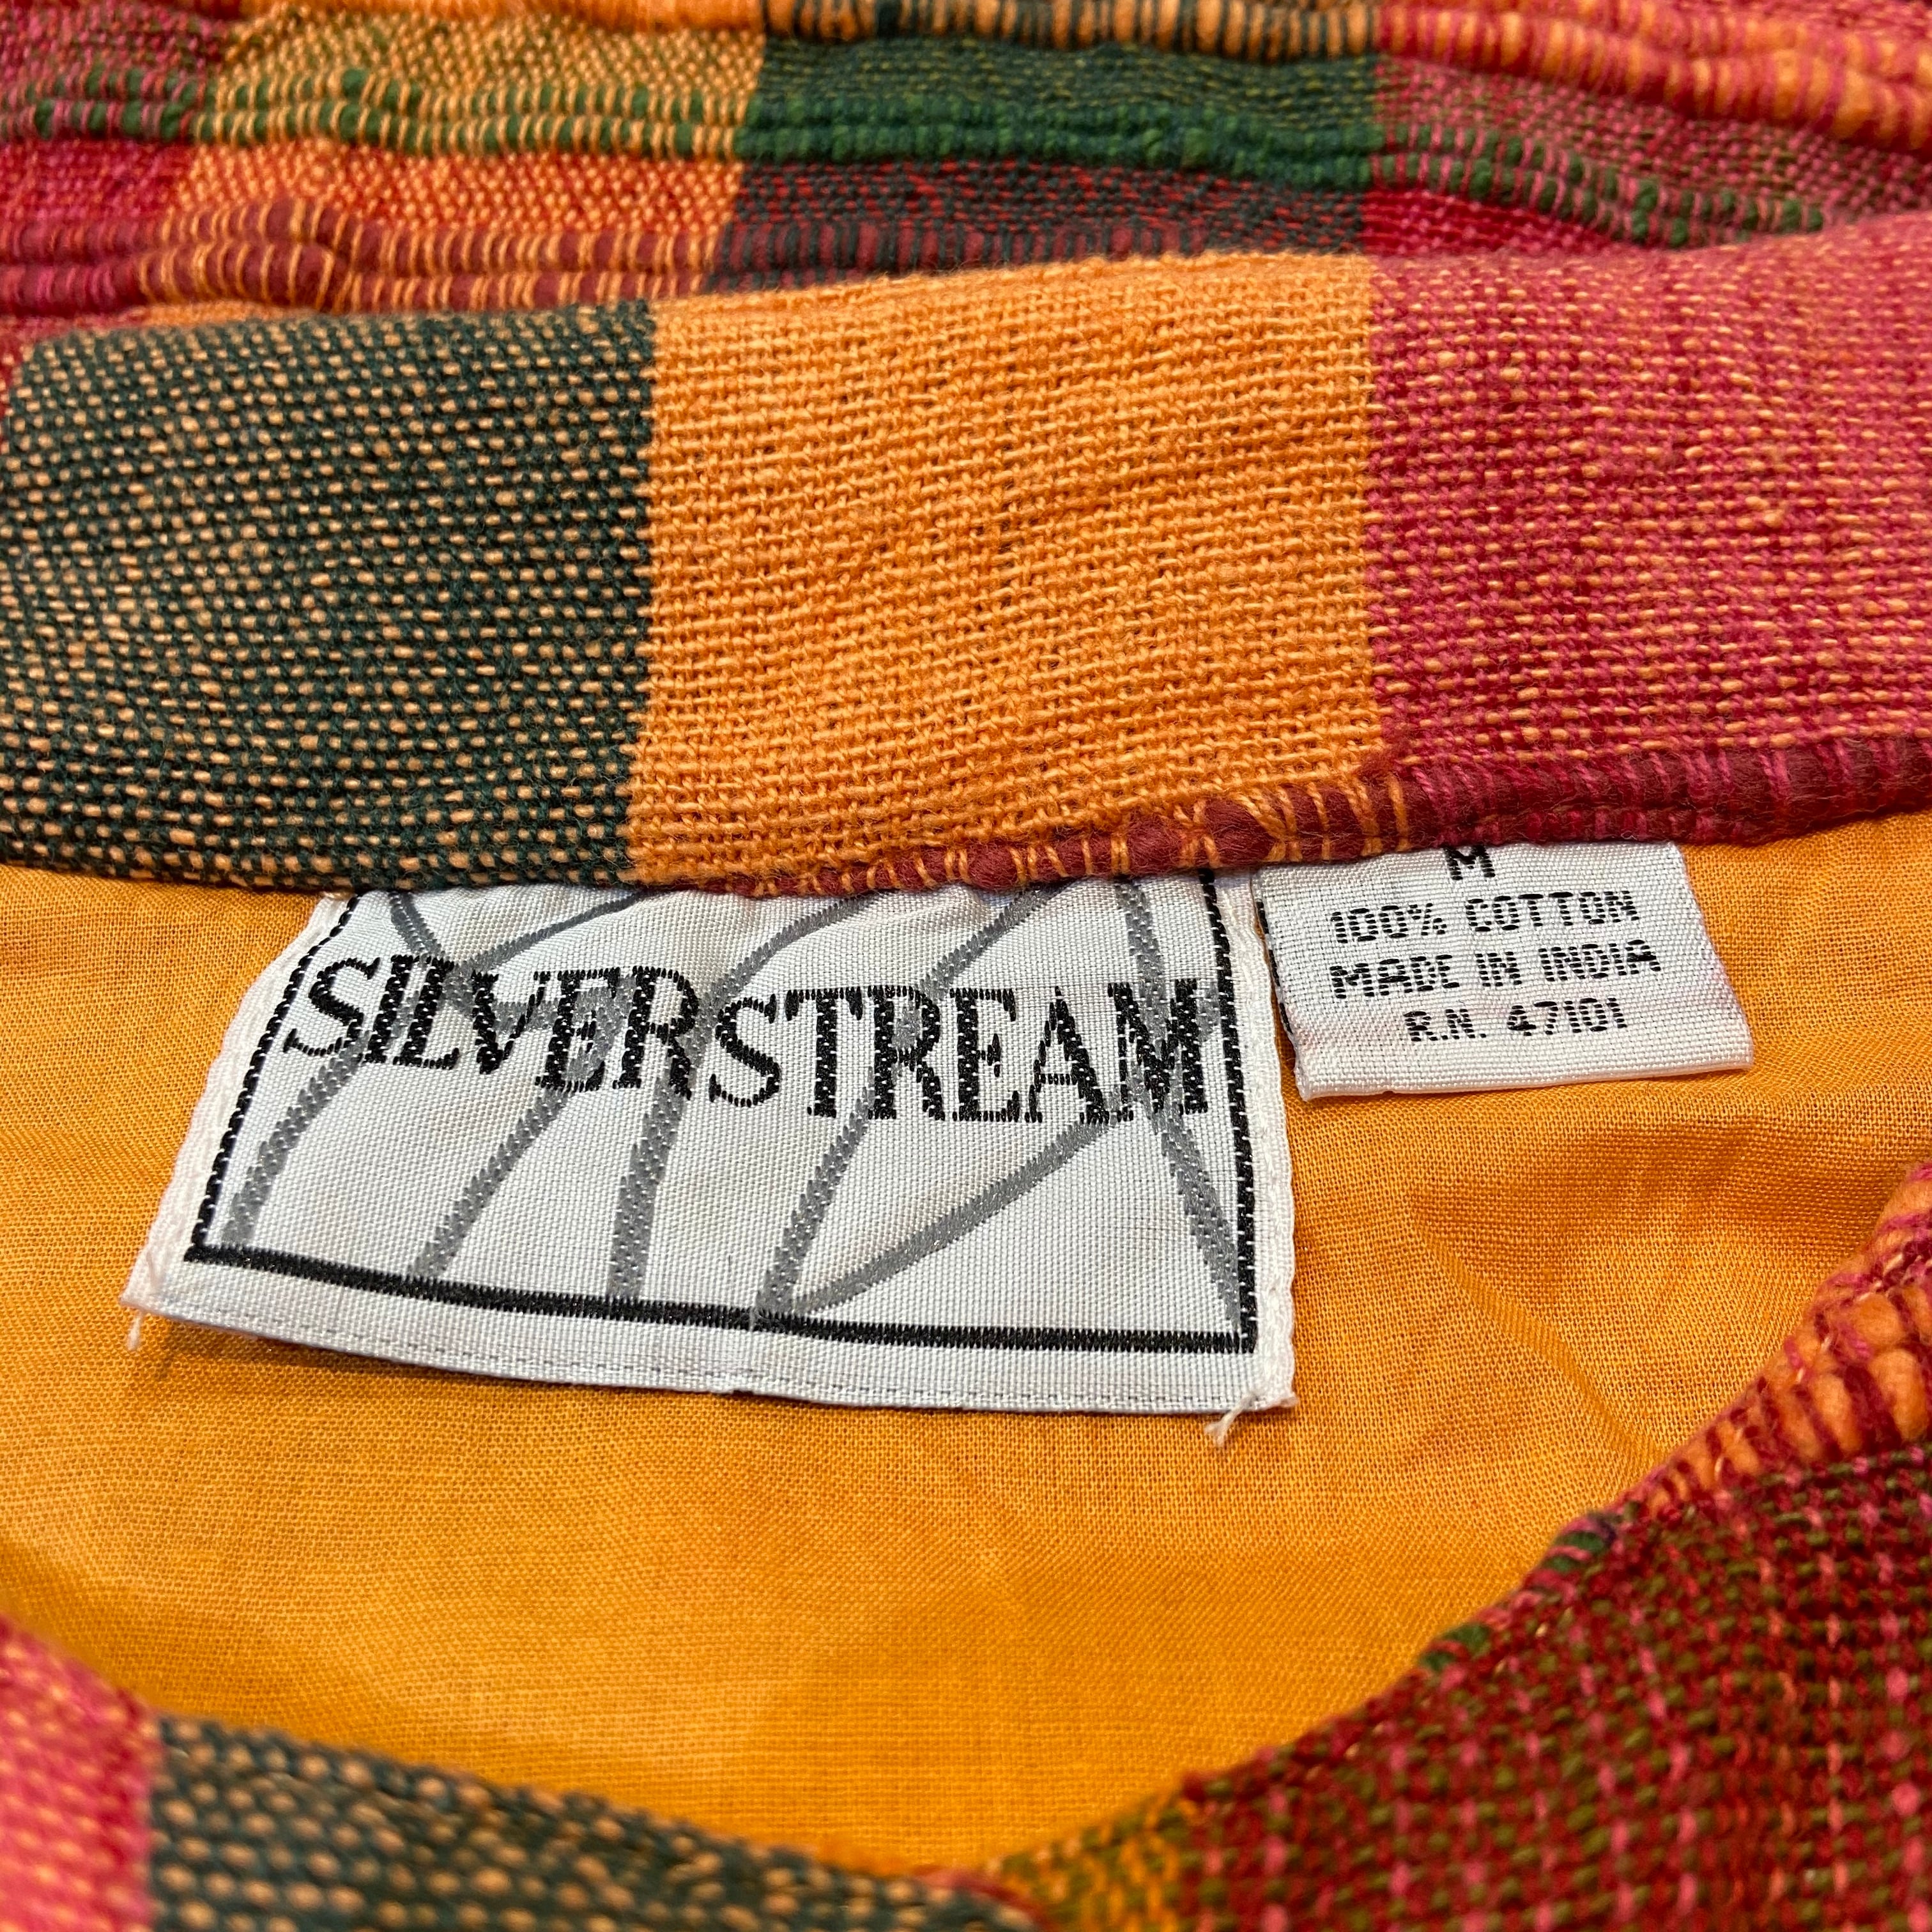 SILVERSTREAM
M
100% COTTON
MADE IN INDIA
R.N. 47101